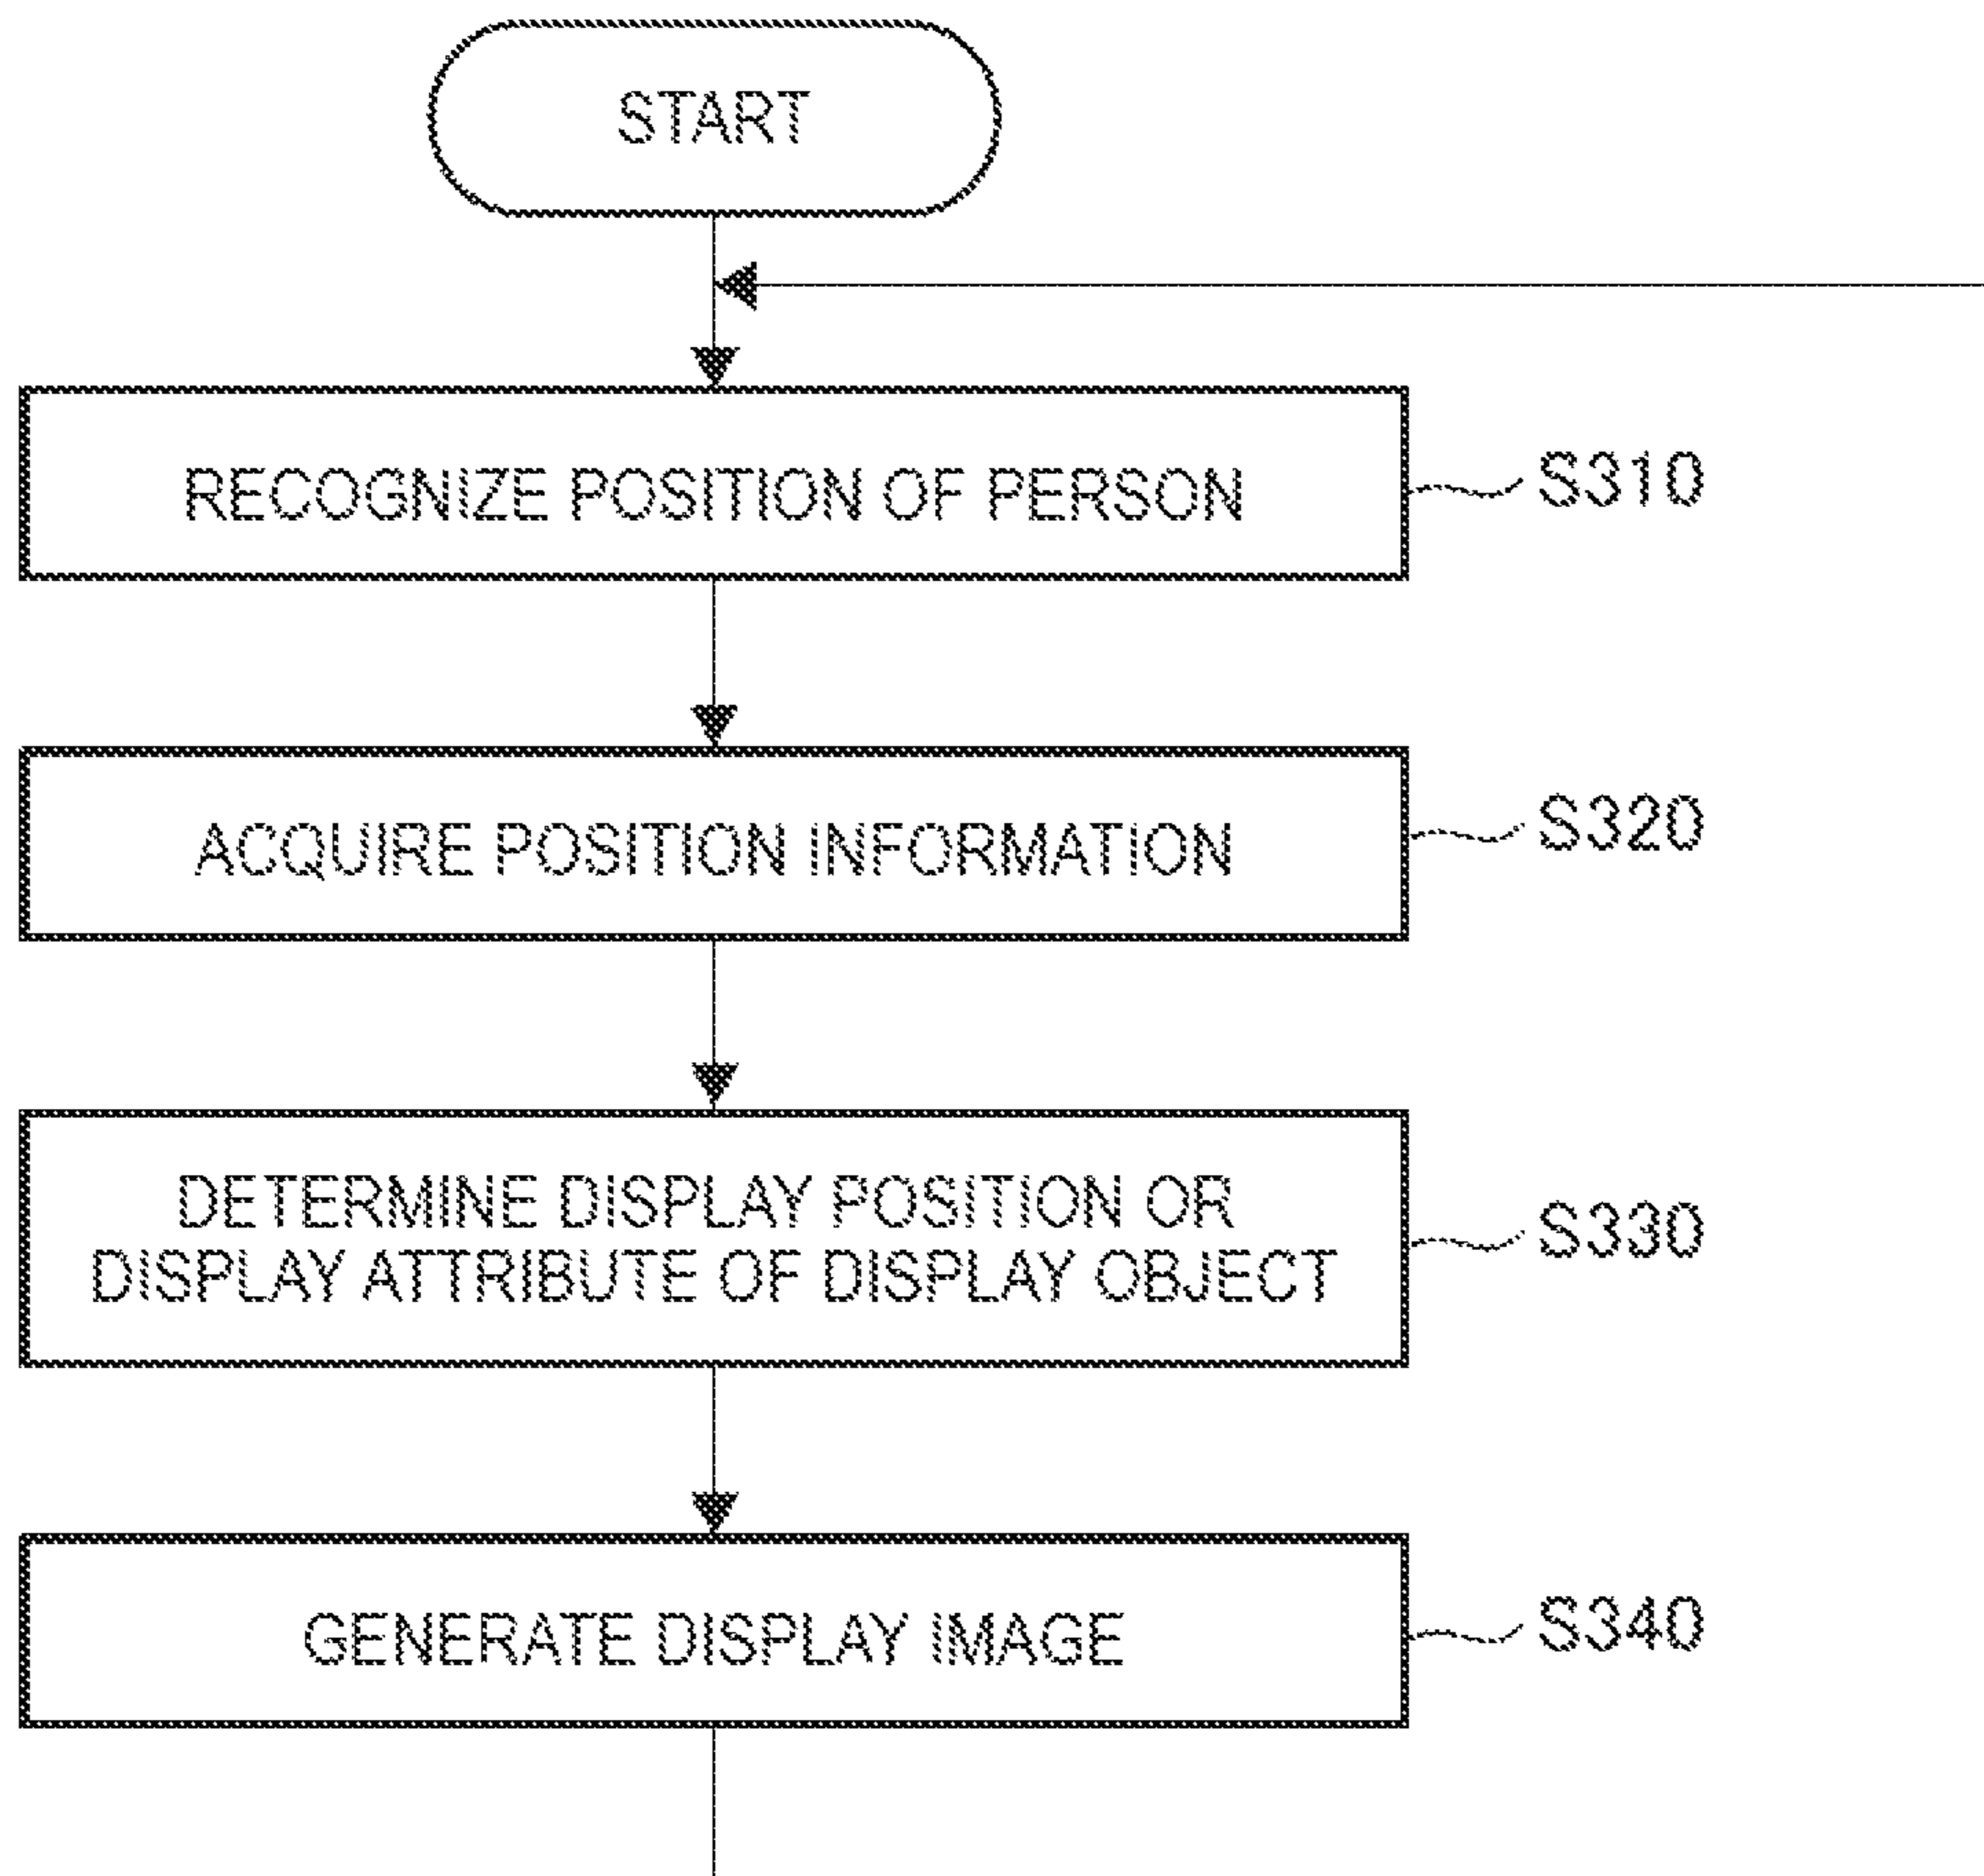 START
RECOGNIZE POSITION OF PERSON
S310
ACQUIRE POSITION INFORMATION
S320
DETERMINE DISPLAY POSITION OR
DISPLAY ATTRIBUTE OF DISPLAY OBJECT
S330
GENERATE DISPLAY IMAGE
S340